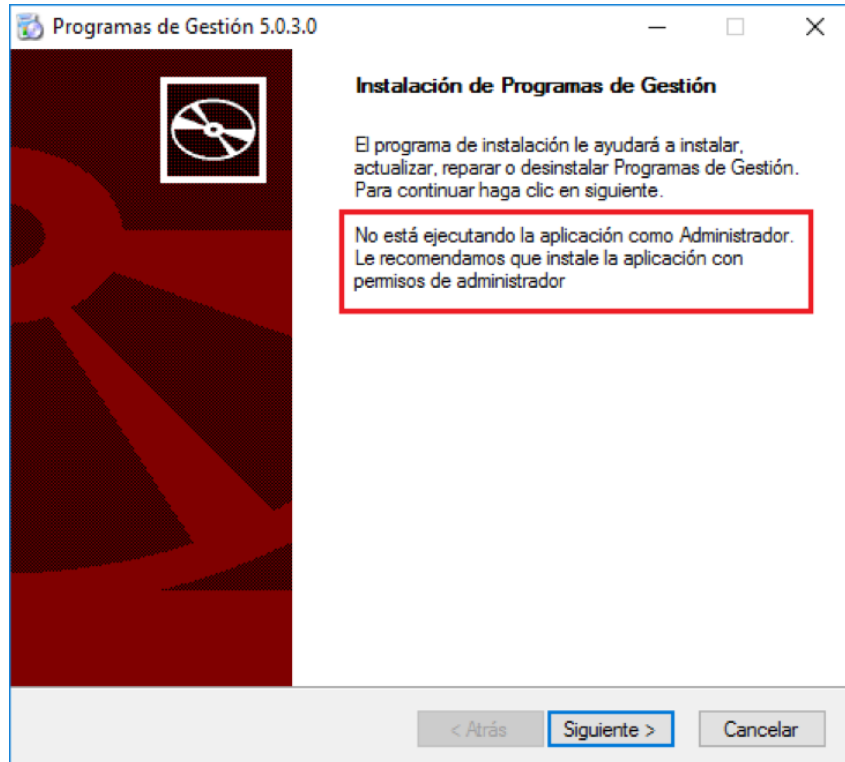 Programas de Gestión 5.0.3.0
Instalación de Programas de Gestión
El programa de instalación le ayudará a instalar,
actualizar, reparar o desinstalar Programas de Gestión.
Para continuar haga clic en siguiente.
No está ejecutando la aplicación como Administrador.
Le recomendamos que instale la aplicación con
permisos de administrador
< Atrás
Siguiente >
Cancelar